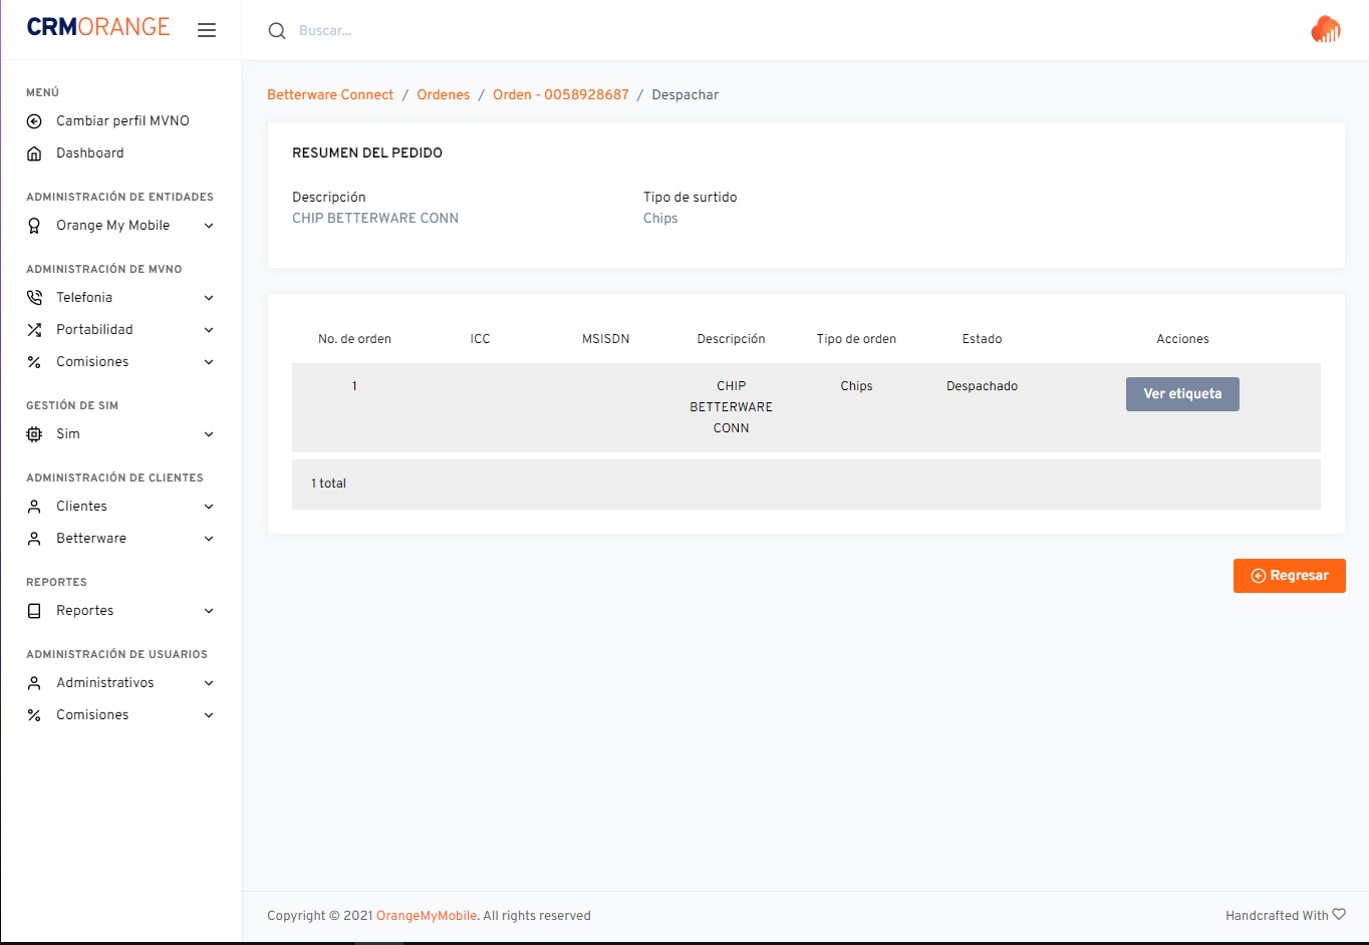 CRMORANGE
Buscar...
MENÚ
Cambiar perfil MVNO
Dashboard
ADMINISTRACIÓN DE ENTIDADES
Orange My Mobile
ADMINISTRACIÓN DE MVNO
Telefonia
Portabilidad
Comisiones
GESTIÓN DE SIM
Sim
ADMINISTRACIÓN DE CLIENTES
Clientes
Betterware
REPORTES
Reportes
ADMINISTRACIÓN DE USUARIOS
Administrativos
Comisiones
Betterware Connect / Ordenes / Orden - 0058928687 / Despachar
RESUMEN DEL PEDIDO
Descripción Tipo de surtido
CHIP BETTERWARE CONN Chips
No. de orden ICC MSISDN Descripción Tipo de orden Estado Acciones
1 CHIP Chips Despachado Ver etiqueta
BETTERWARE
CONN
1 total
Regresar
Copyright © 2021 OrangeMyMobile. All rights reserved Handcrafted With